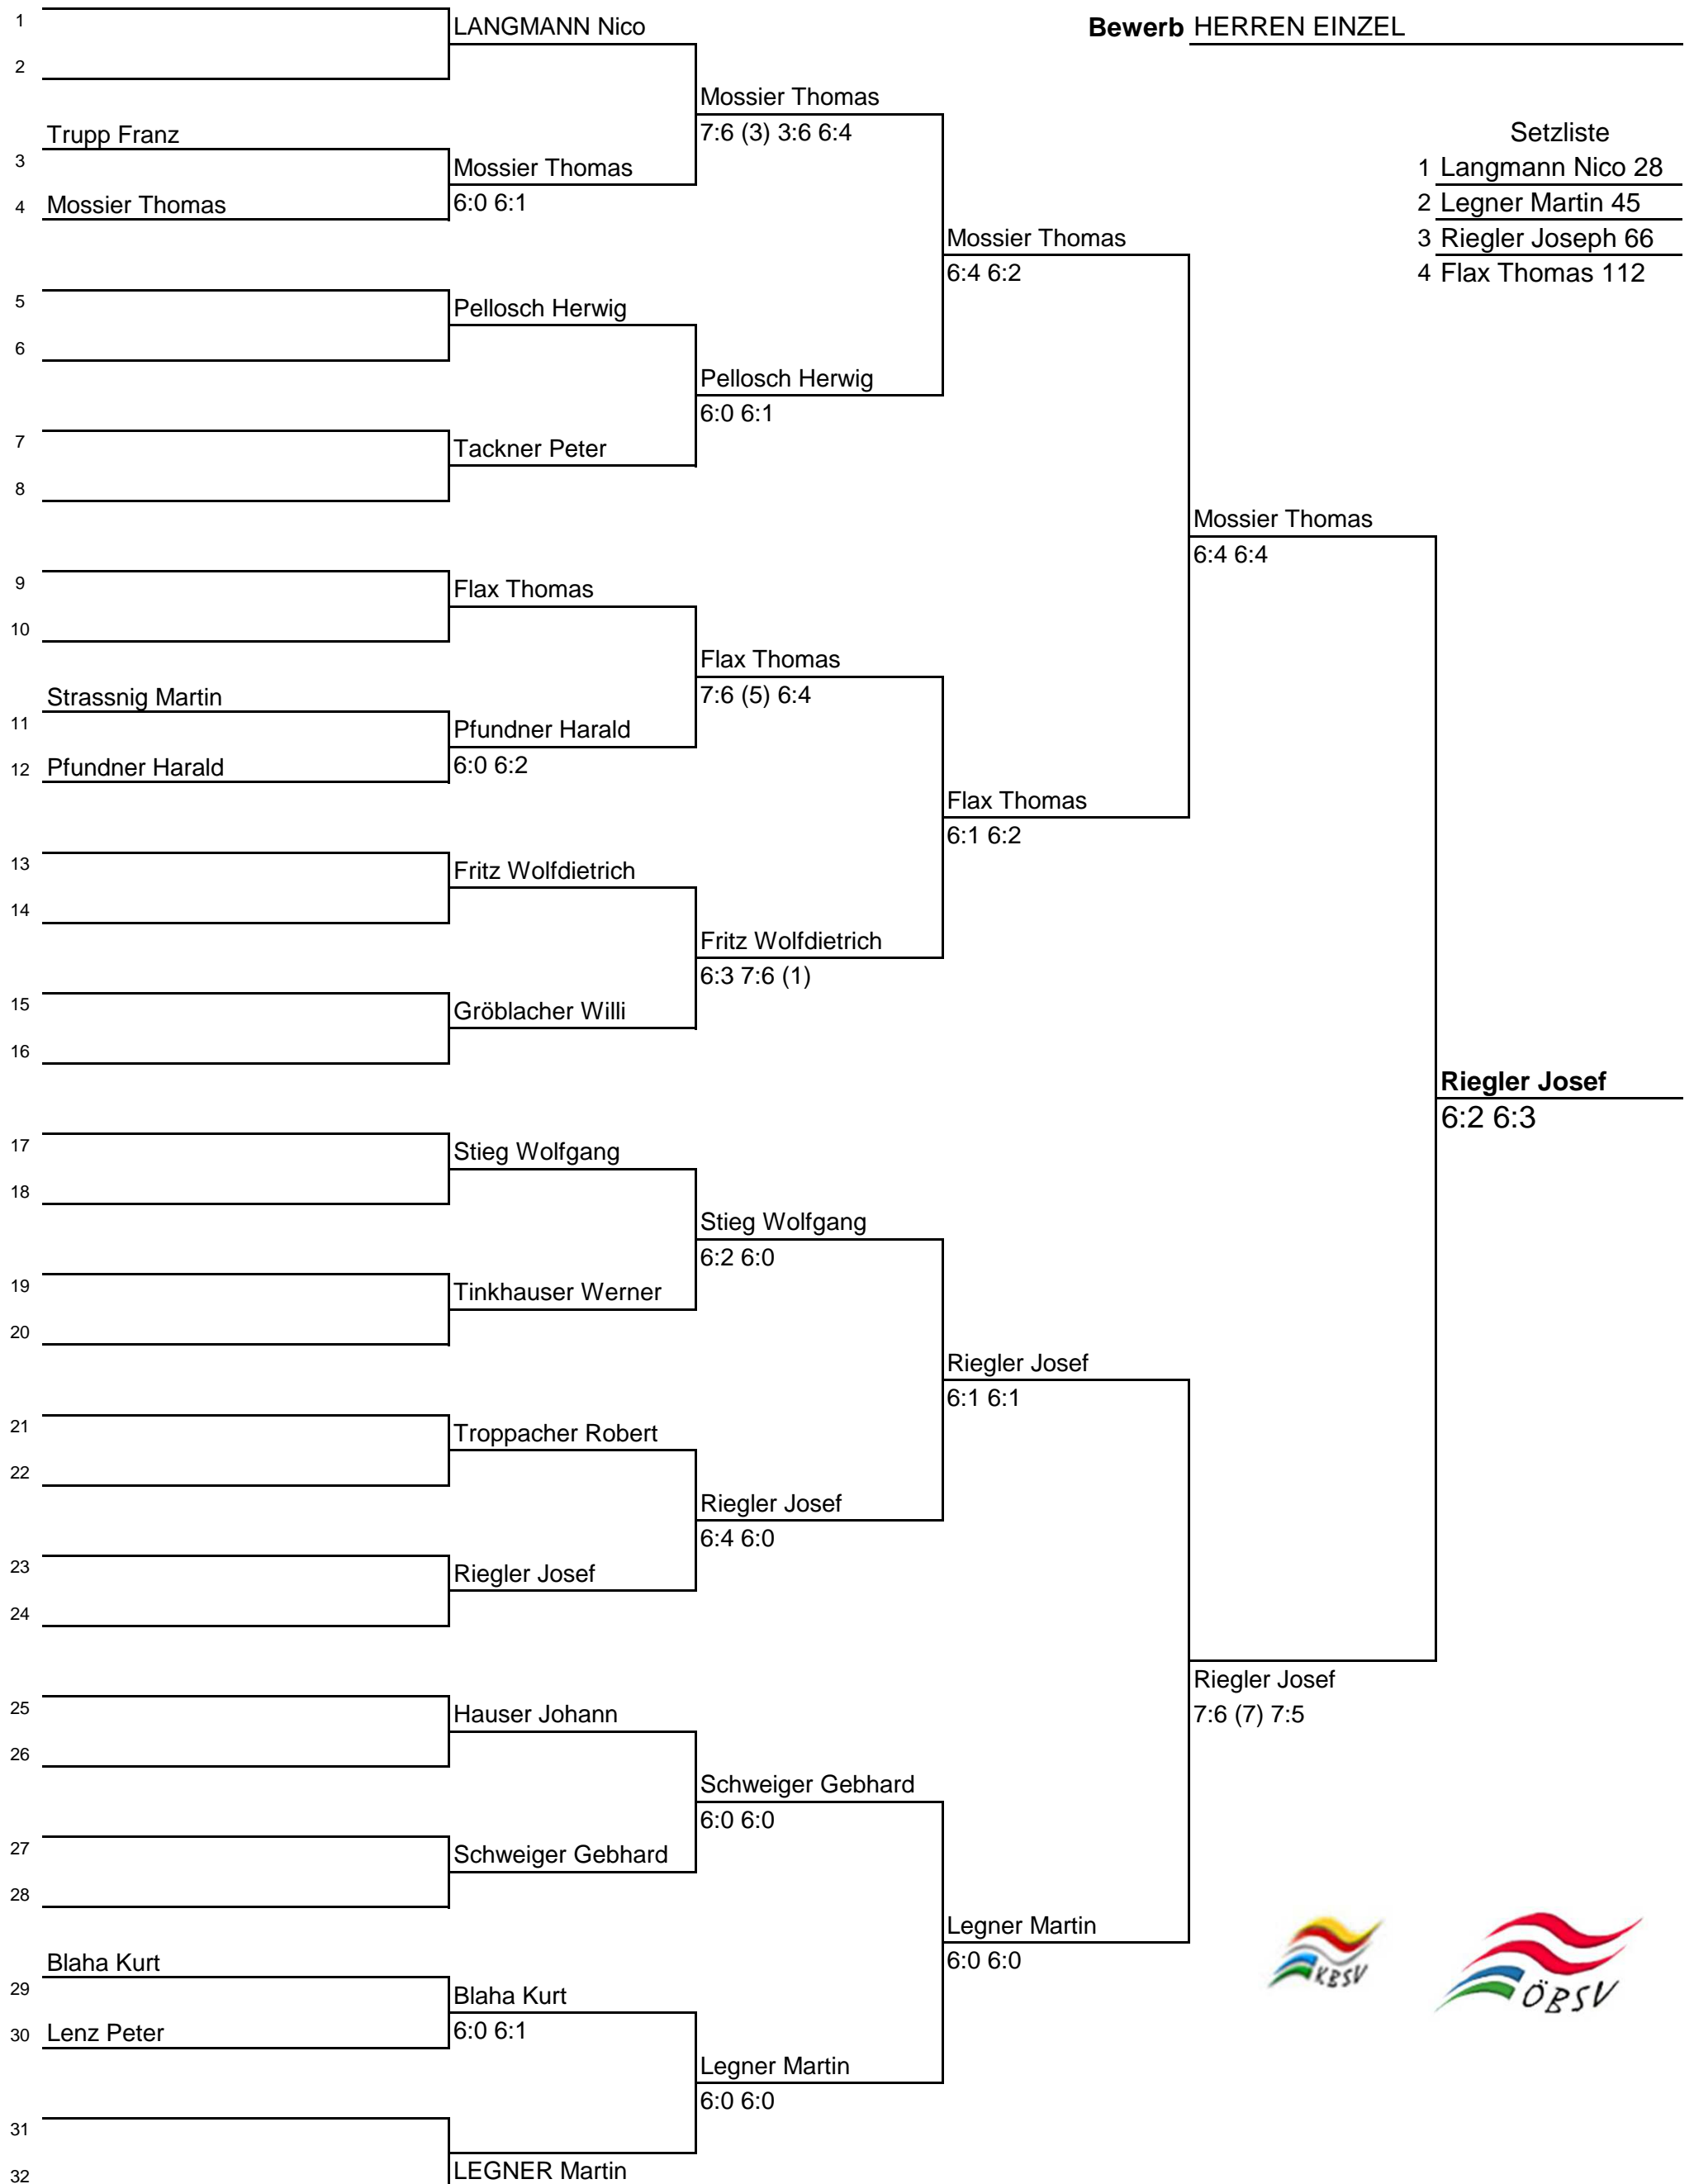 1
LANGMANN Nico
Bewerb HERREN EINZEL
2
Mossier Thomas
7:6 (3) 3:6 6:4
Trupp Franz
Setzliste
3
Mossier Thomas
1 Langmann Nico 28
4 Mossier Thomas
6:0 6:1
2 Legner Martin 45
Mossier Thomas
3 Riegler Joseph 66
6:4 6:2
4 Flax Thomas 112
5
Pellosch Herwig
6
Pellosch Herwig
6:0 6:1
7
Tackner Peter
8
Mossier Thomas
6:4 6:4
9
Flax Thomas
10
Flax Thomas
7:6 (5) 6:4
Strassnig Martin
11
Pfundner Harald
12 Pfundner Harald
6:0 6:2
Flax Thomas
6:1 6:2
13
Fritz Wolfdietrich
14
Fritz Wolfdietrich
6:3 7:6 (1)
15
Gröblacher Willi
16
Riegler Josef
6:2 6:3
17
Stieg Wolfgang
18
Stieg Wolfgang
6:2 6:0
19
Tinkhauser Werner
20
Riegler Josef
6:1 6:1
21
Troppacher Robert
22
Riegler Josef
6:4 6:0
23
Riegler Josef
24
Riegler Josef
7:6 (7) 7:5
25
Hauser Johann
26
Schweiger Gebhard
6:0 6:0
27
Schweiger Gebhard
28
Legner Martin
6:0 6:0
KBSV
ÖBSV
Blaha Kurt
29
Blaha Kurt
30 Lenz Peter
6:0 6:1
Legner Martin
6:0 6:0
31
32
LEGNER Martin